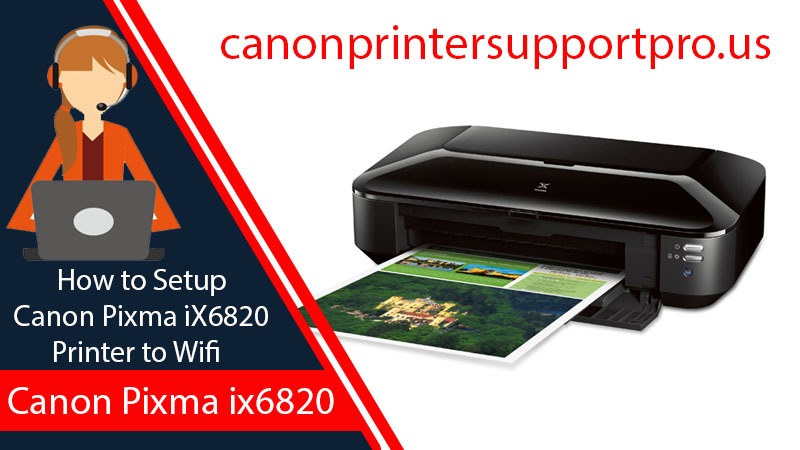 canonprintersupportpro.us
How to Setup
Canon Pixma iX6820
Printer to Wifi
Canon Pixma ix6820